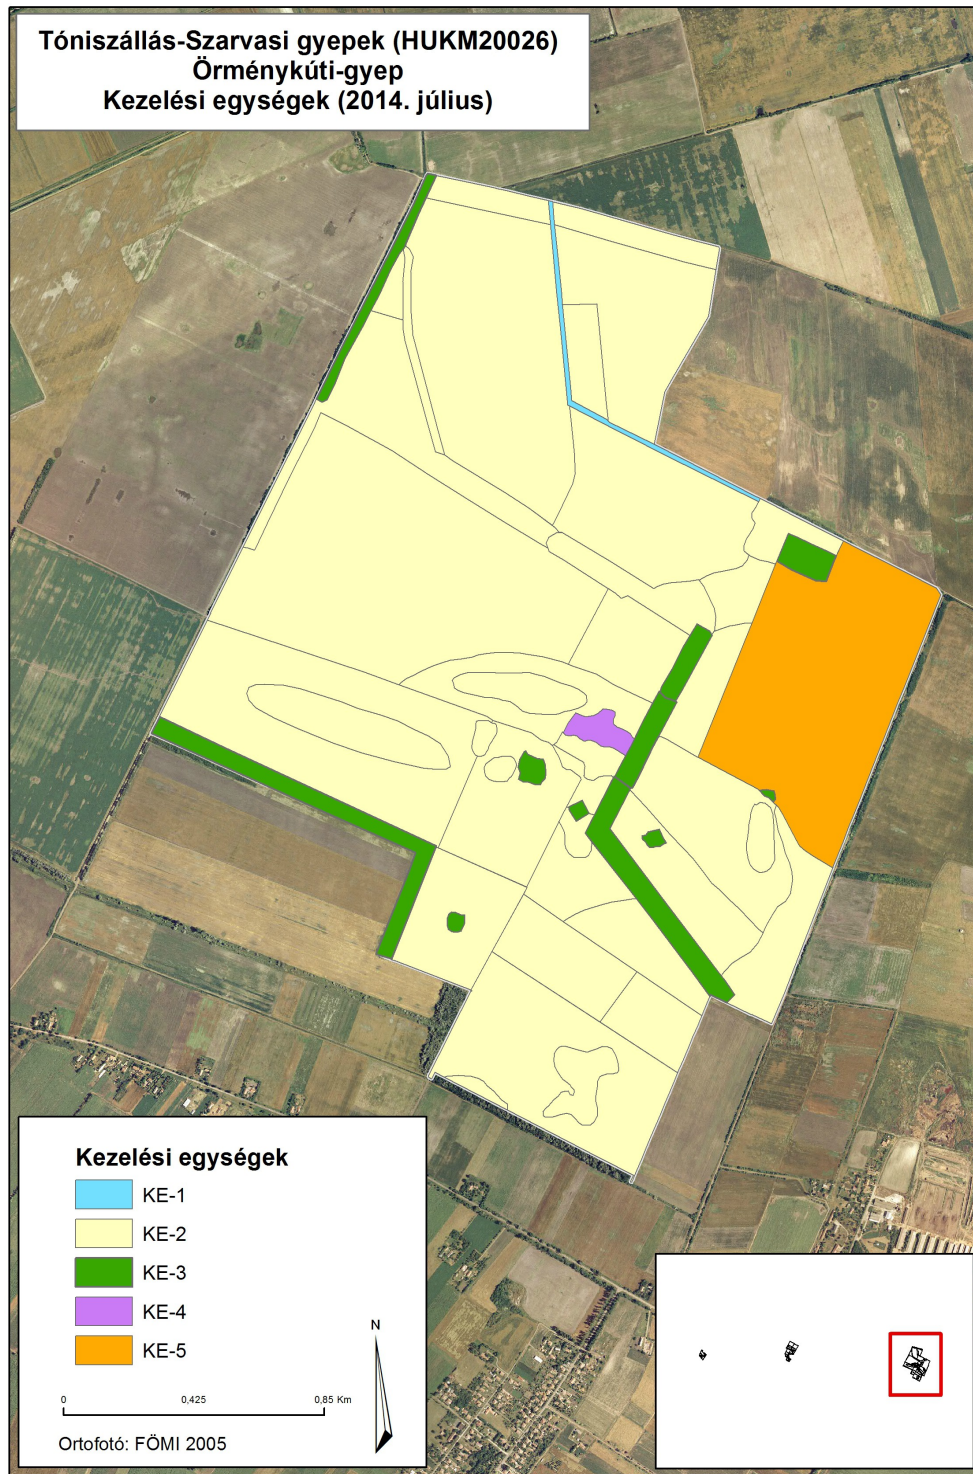 Tóniszállás-Szarvasi gyepek (HUKM20026)
Örménykúti-gyep
Kezelési egységek (2014. július)
Kezelési egységek
KE-1
KE-2
KE-3
KE-4
KE-5
N
0 0,425 0,85 Km
Ortofotó: FÖMI 2005